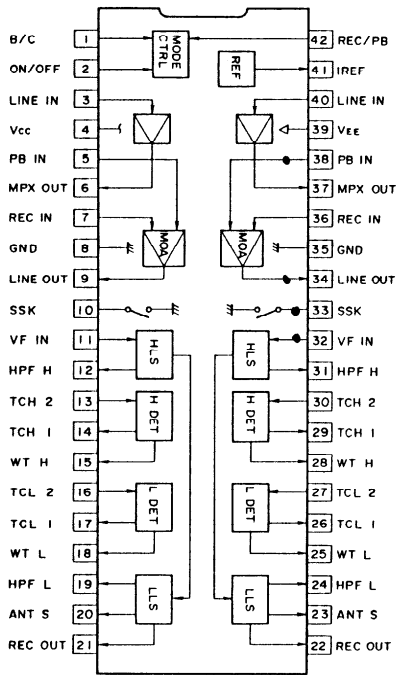 B/C 1 MODE CTRL 42 REC/PB
ON/OFF 2 REF 41 IREF
LINE IN 3 40 LINE IN
Vcc 4 39 VEE
PB IN 5 38 PB IN
MPX OUT 6 37 MPX OUT
REC IN 7 36 REC IN
GND 8 MOA MOA 35 GND
LINE OUT 9 34 LINE OUT
SSK 10 33 SSK
VF IN 11 32 VF IN
HPF H 12 HLS HLS 31 HPF H
TCH 2 13 30 TCH 2
TCH 1 14 H DET H DET 29 TCH 1
WT H 15 28 WT H
TCL 2 16 27 TCL 2
TCL 1 17 L DET L DET 26 TCL 1
WT L 18 25 WT L
HPF L 19 24 HPF L
ANT S 20 LLS LLS 23 ANT S
REC OUT 21 22 REC OUT